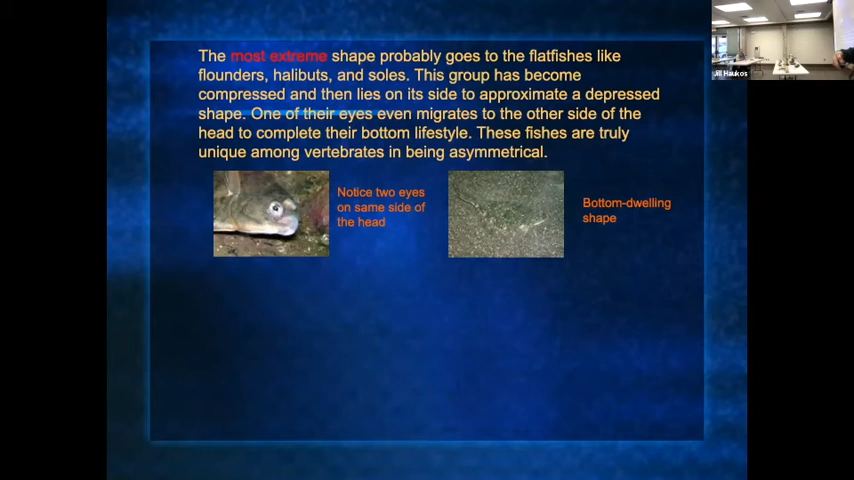 The most extreme shape probably goes to the flatfishes like
flounders, halibuts, and soles. This group has become
compressed and then lies on its side to approximate a depressed
shape. One of their eyes even migrates to the other side of the
head to complete their bottom lifestyle. These fishes are truly
unique among vertebrates in being asymmetrical.
Notice two eyes
on same side of
the head
Bottom-dwelling
shape
Jill Haukos